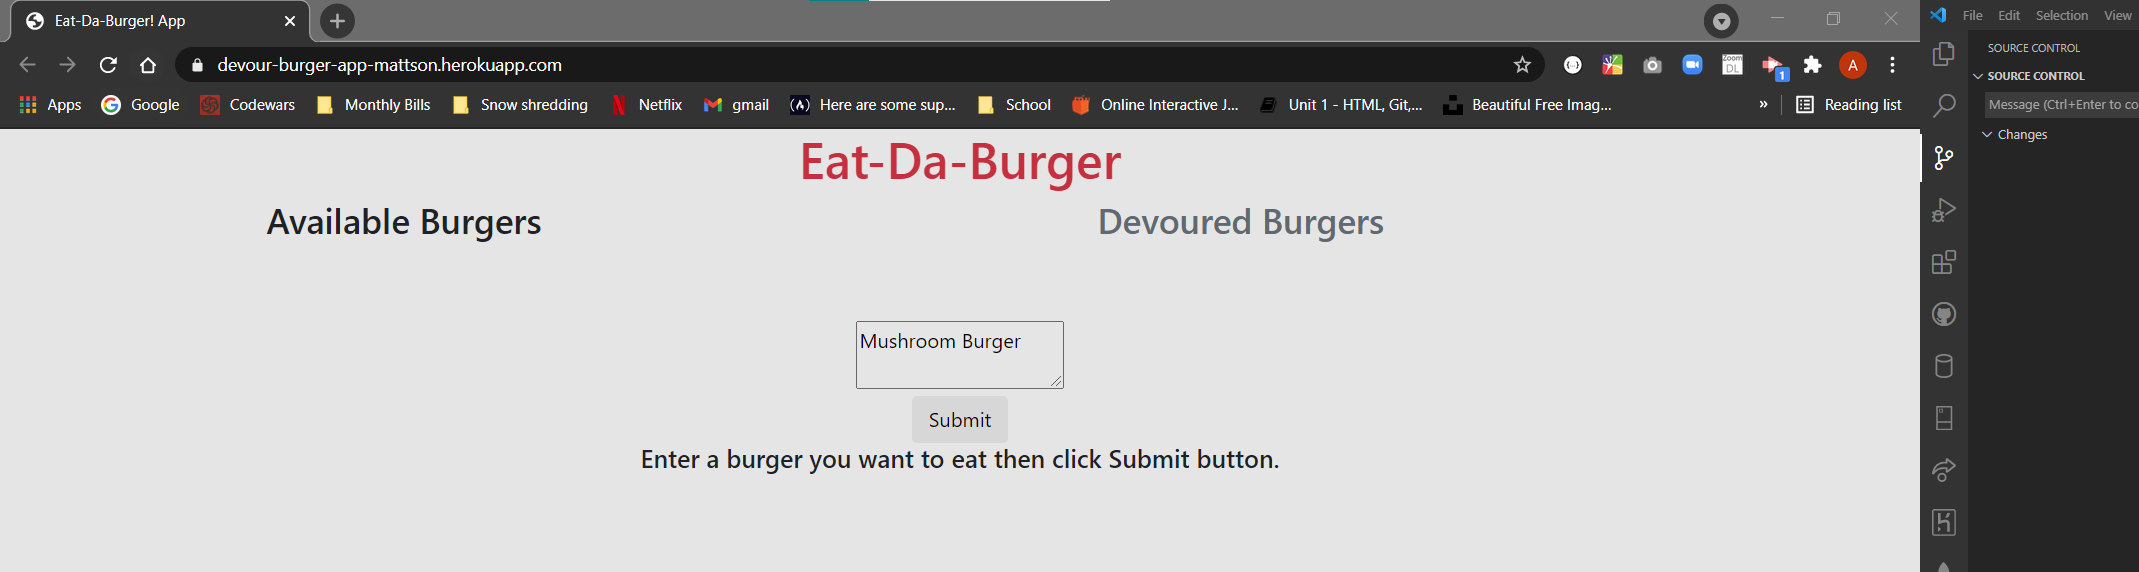 Eat-Da-Burger! App
File Edit Selection View
devour-burger-app-mattson.herokuapp.com
zoom DL
1
A
Apps Google Codewars Monthly Bills Snow shredding Netflix gmail (A) Here are some sup... School Online Interactive J... Unit 1 - HTML, Git,... Beautiful Free Imag... » Reading list
SOURCE CONTROL
SOURCE CONTROL
Message (Ctrl+Enter to co
Changes
Eat-Da-Burger
Available Burgers
Devoured Burgers
Mushroom Burger
Submit
Enter a burger you want to eat then click Submit button.